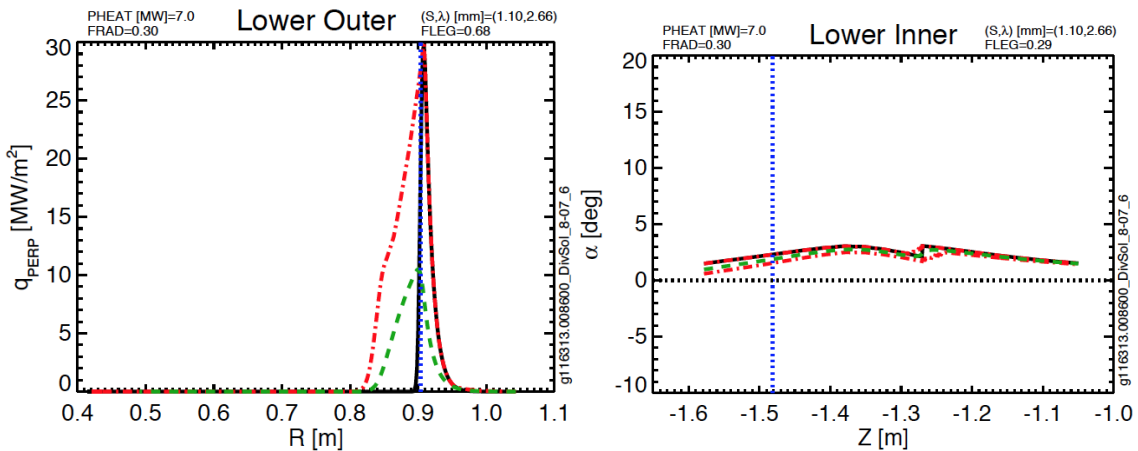 PHEAT [MW]=7.0
FRAD=0.30
Lower Outer
(S,λ) [mm]=(1.10,2.66)
FLEG=0.68
30
25
20
15
10
5
0
qPERP [MW/m²]
0.4 0.5 0.6 0.7 0.8 0.9 1.0 1.1
R [m]
g116313.008600_DivSol_8-07_6
PHEAT [MW]=7.0
FRAD=0.30
Lower Inner
(S,λ) [mm]=(1.10,2.66)
FLEG=0.29
20
15
10
5
0
-5
-10
α [deg]
-1.6 -1.5 -1.4 -1.3 -1.2 -1.1 -1.0
Z [m]
g116313.008600_DivSol_8-07_6